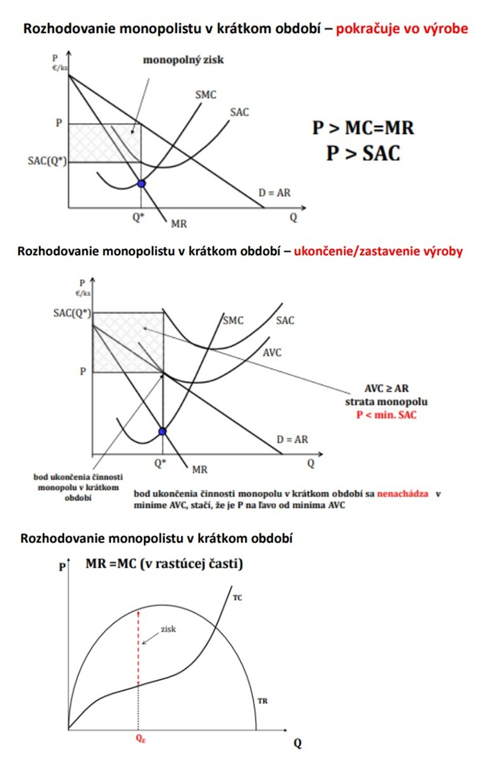 Rozhodovanie monopolistu v krátkom období – pokračuje vo výrobe
P
€/ks
monopolný zisk
SMC
SAC
P
P > MC=MR
P > SAC
SAC(Q*)
D = AR
Q*
MR
Q
Rozhodovanie monopolistu v krátkom období – ukončenie/zastavenie výroby
P
€/ks
SAC(Q*)
SMC
SAC
AVC
P
AVC ≥ AR
strata monopolu
P < min. SAC
D = AR
Q*
MR
Q
bod ukončenia činnosti
monopolu v krátkom
období
bod ukončenia činnosti monopolu v krátkom období sa nenachádza v
minime AVC, stačí, že je P na ľavo od minima AVC
Rozhodovanie monopolistu v krátkom období
P
MR =MC (v rastúcej časti)
TC
zisk
TR
QE
Q